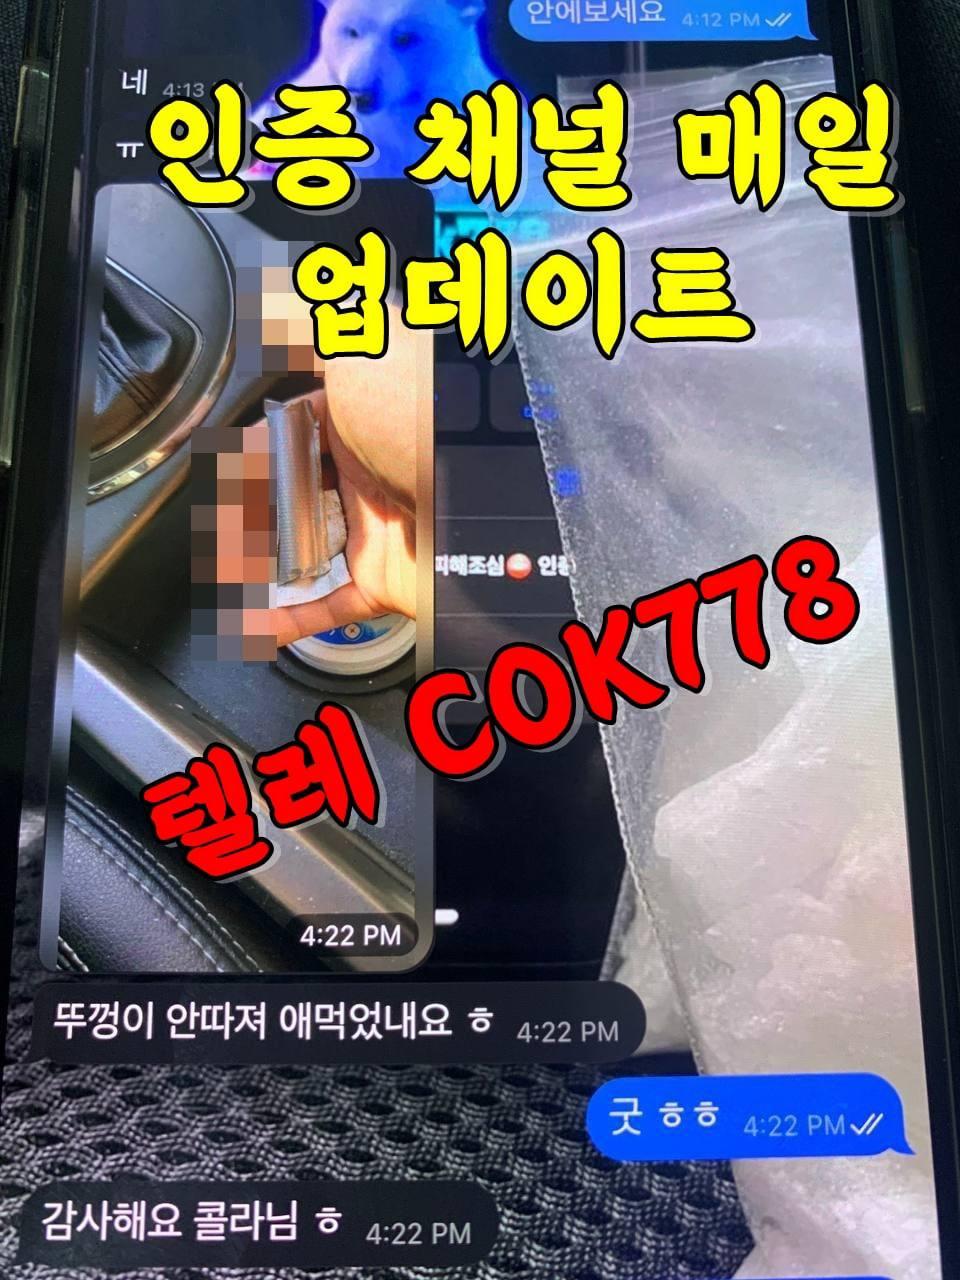 안에보세요 4:12 PM
네 4:13
ㅠ
인증 채널 매일
업데이트
피해조심 인증
텔레 COK778
4:22 PM
뚜껑이 안따져 애먹었내요 ㅎ 4:22 PM
굿 ㅎㅎ 4:22 PM
감사해요 콜라님 ㅎ 4:22 PM